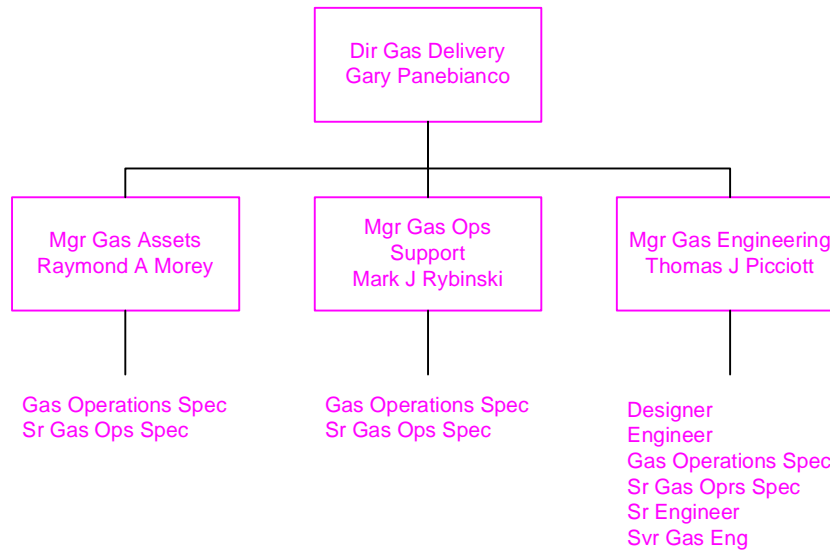 Dir Gas Delivery
Gary Panebianco
Mgr Gas Assets
Raymond A Morey
Mgr Gas Ops
Support
Mark J Rybinski
Mgr Gas Engineering
Thomas J Picciott
Gas Operations Spec
Sr Gas Ops Spec
Gas Operations Spec
Sr Gas Ops Spec
Designer
Engineer
Gas Operations Spec
Sr Gas Oprs Spec
Sr Engineer
Svr Gas Eng